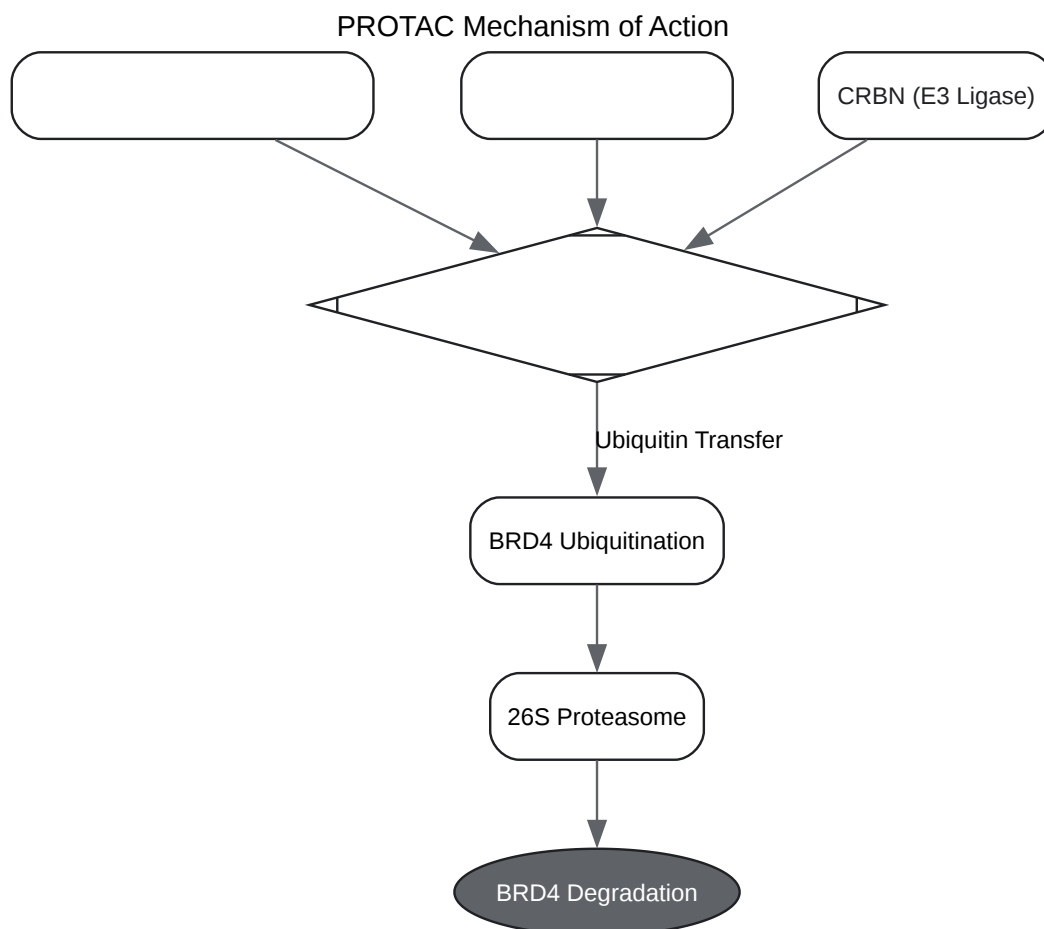 PROTAC Mechanism of Action
CRBN (E3 Ligase)
Ubiquitin Transfer
BRD4 Ubiquitination
26S Proteasome
BRD4 Degradation